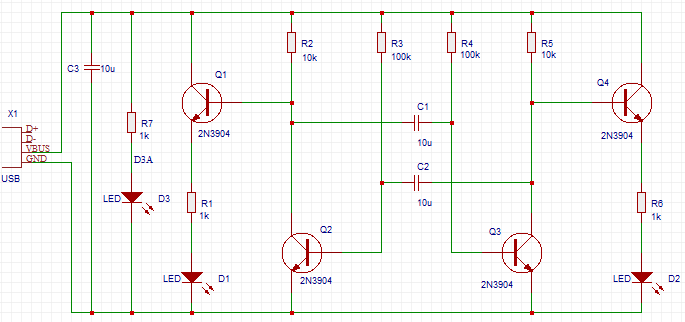 R2
10k
R3
100k
R4
100k
R5
10k
C3
10u
Q1
2N3904
Q4
2N3904
X1
D+
D-
VBUS
GND
USB
R7
1k
D3A
C1
10u
C2
10u
LED
D3
R1
1k
R6
1k
Q2
2N3904
Q3
2N3904
LED
D1
LED
D2